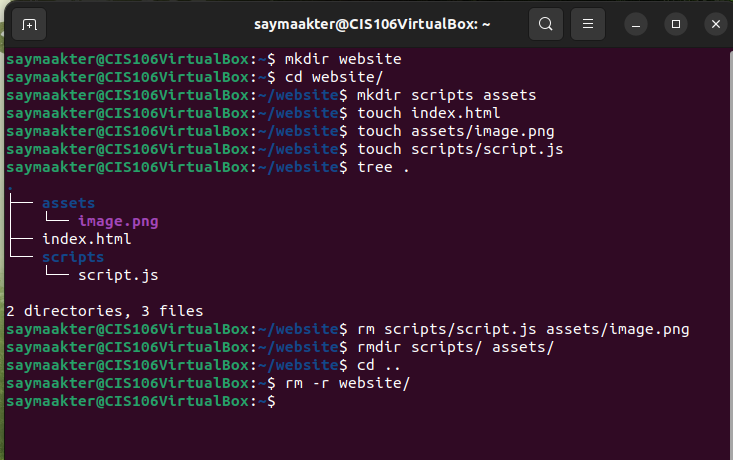 saymaakter@CIS106VirtualBox: ~
saymaakter@CIS106VirtualBox:~$ mkdir website
saymaakter@CIS106VirtualBox:~$ cd website/
saymaakter@CIS106VirtualBox:~/website$ mkdir scripts assets
saymaakter@CIS106VirtualBox:~/website$ touch index.html
saymaakter@CIS106VirtualBox:~/website$ touch assets/image.png
saymaakter@CIS106VirtualBox:~/website$ touch scripts/script.js
saymaakter@CIS106VirtualBox:~/website$ tree .
.
├── assets
│   └── image.png
├── index.html
└── scripts
    └── script.js
2 directories, 3 files
saymaakter@CIS106VirtualBox:~/website$ rm scripts/script.js assets/image.png
saymaakter@CIS106VirtualBox:~/website$ rmdir scripts/ assets/
saymaakter@CIS106VirtualBox:~/website$ cd ..
saymaakter@CIS106VirtualBox:~$ rm -r website/
saymaakter@CIS106VirtualBox:~$